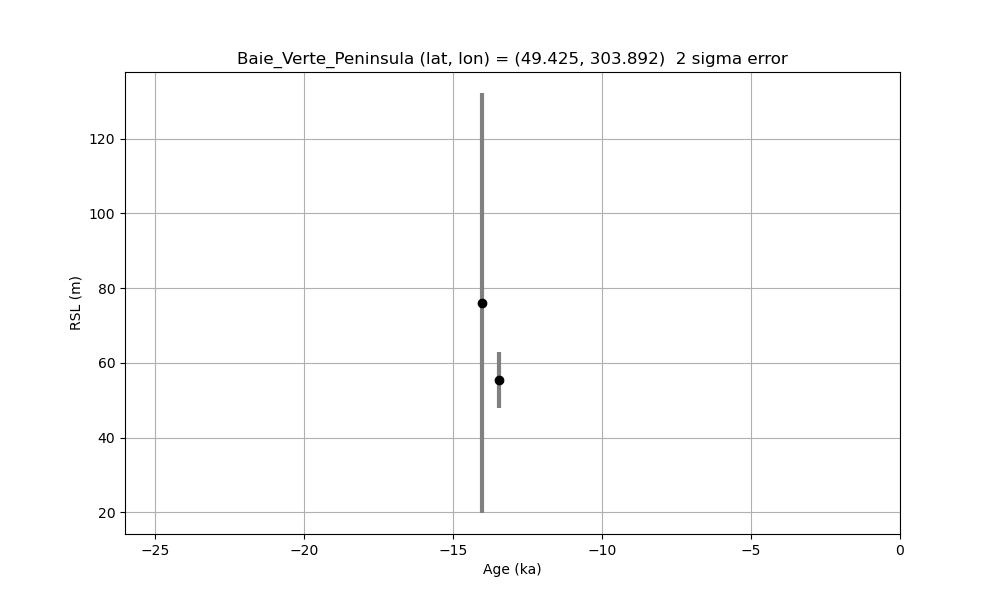 Baie_Verte_Peninsula (lat, lon) = (49.425, 303.892)  2 sigma error
120
100
80
60
40
20
RSL (m)
−25 −20 −15 −10 −5 0
Age (ka)